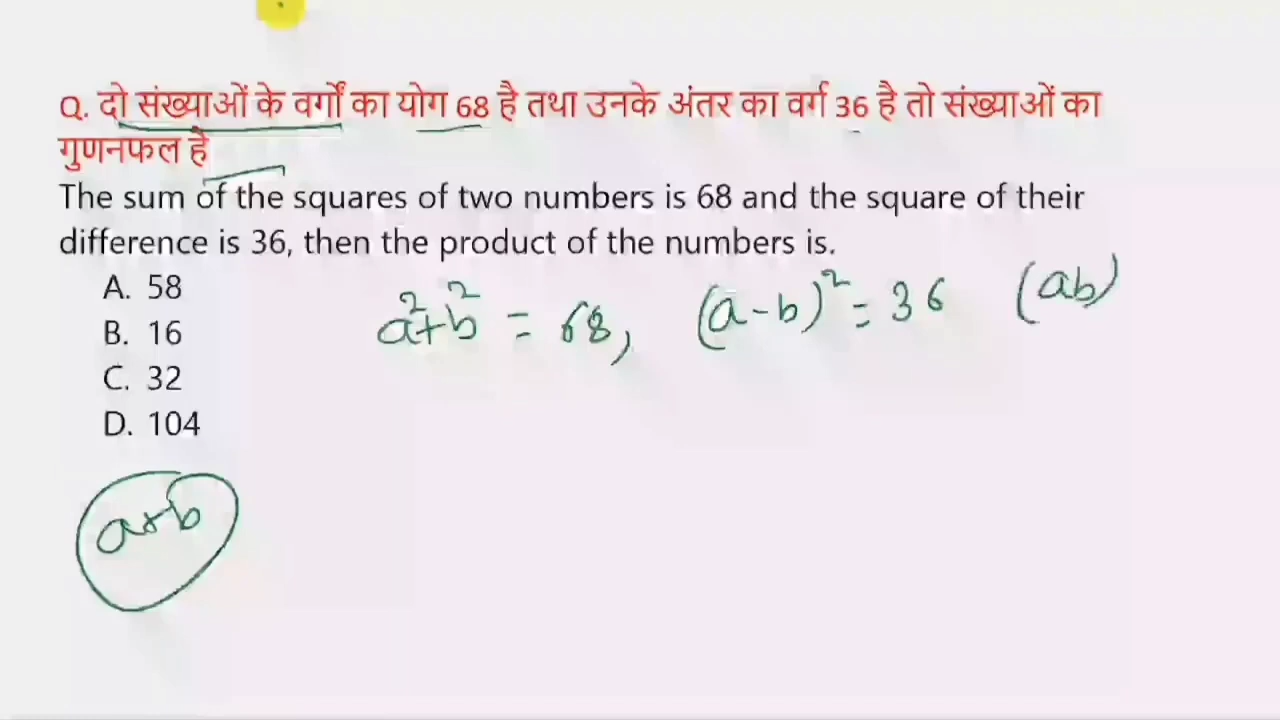 Q. दो संख्याओं के वर्गों का योग 68 है तथा उनके अंतर का वर्ग 36 है तो संख्याओं का
गुणनफल है
The sum of the squares of two numbers is 68 and the square of their
difference is 36, then the product of the numbers is.
A. 58
B. 16
C. 32
D. 104
a²+b² = 68, (a-b)² = 36 (ab)
a+b